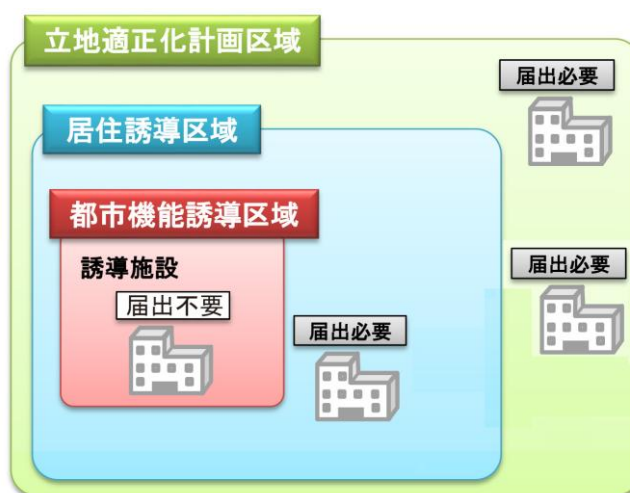 立地適正化計画区域
届出必要
居住誘導区域
都市機能誘導区域
誘導施設
届出不要
届出必要
届出必要